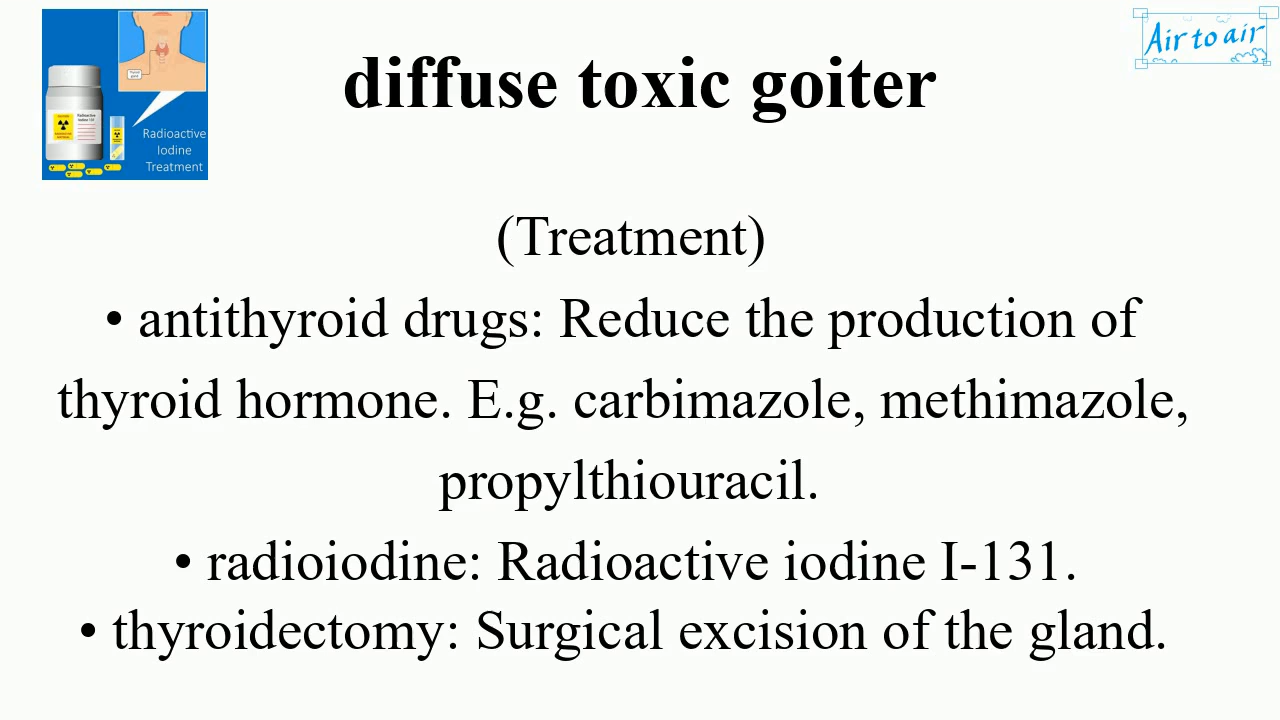 Air to air
diffuse toxic goiter
Radioactive
Iodine
Treatment
(Treatment)
• antithyroid drugs: Reduce the production of
thyroid hormone. E.g. carbimazole, methimazole,
propylthiouracil.
• radioiodine: Radioactive iodine I-131.
• thyroidectomy: Surgical excision of the gland.